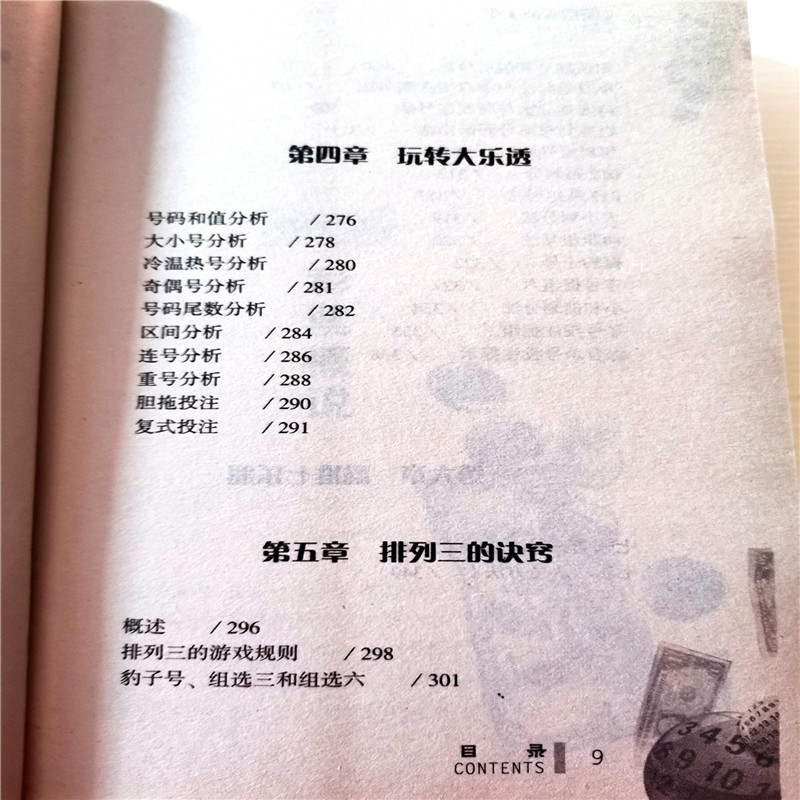 第四章 玩转大乐透
号码和值分析 / 276
大小号分析 / 278
冷温热号分析 / 280
奇偶号分析 / 281
号码尾数分析 / 282
区间分析 / 284
连号分析 / 286
重号分析 / 288
胆拖投注 / 290
复式投注 / 291
第五章 排列三的诀窍
概述 / 296
排列三的游戏规则 / 298
豹子号、组选三和组选六 / 301
目 录
CONTENTS 9